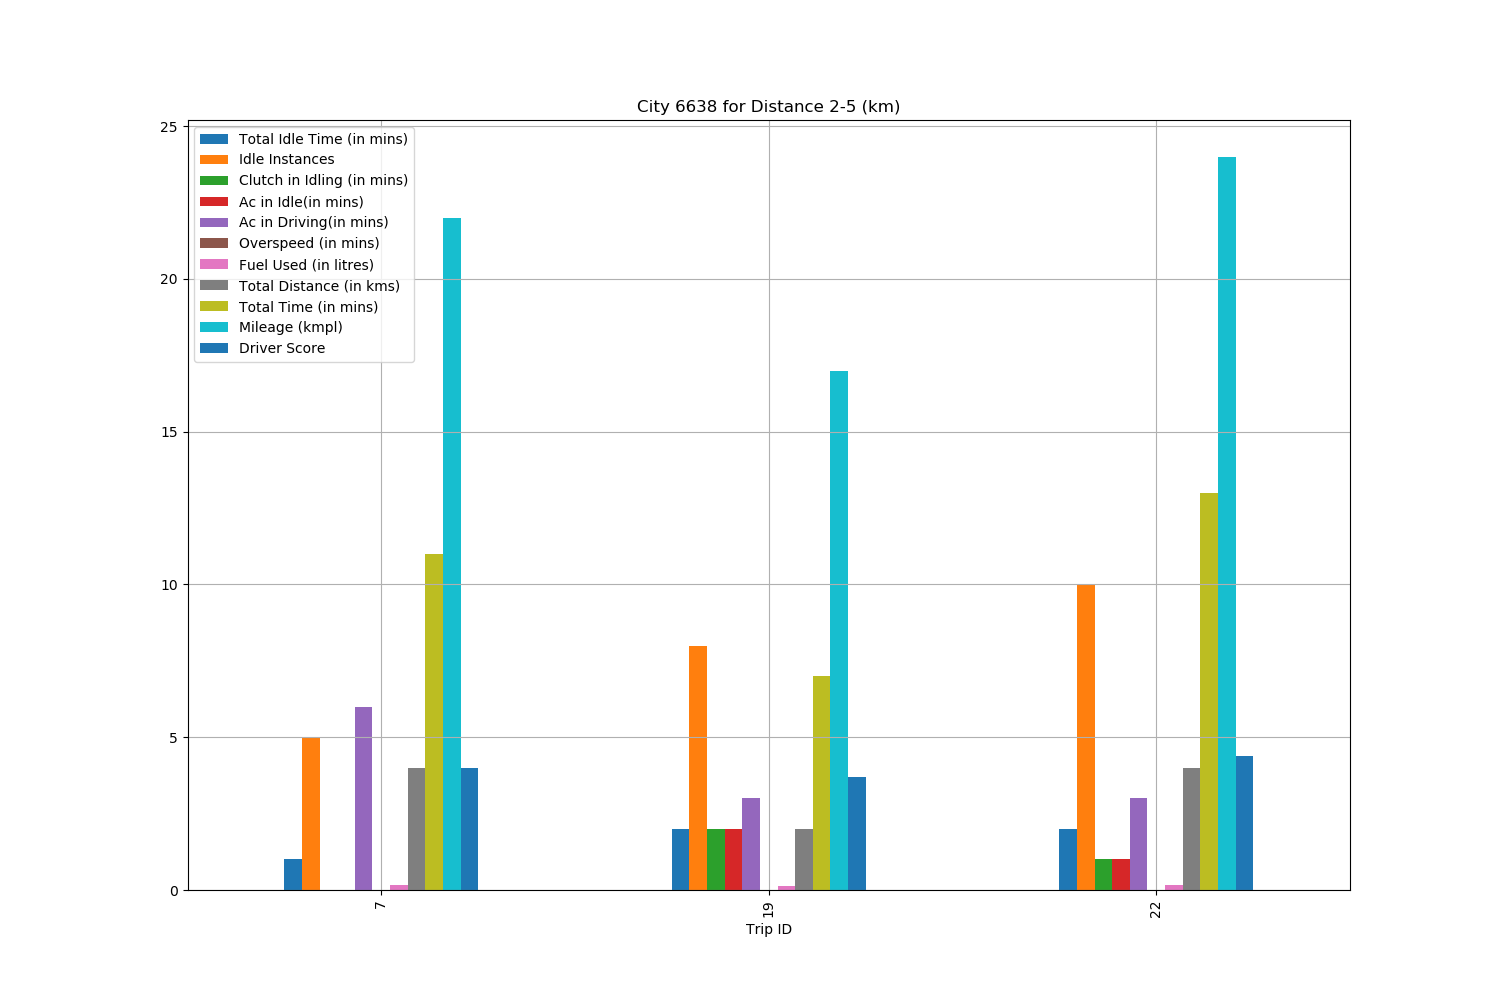 City 6638 for Distance 2-5 (km)
25
20
15
10
5
0
Total Idle Time (in mins)
Idle Instances
Clutch in Idling (in mins)
Ac in Idle(in mins)
Ac in Driving(in mins)
Overspeed (in mins)
Fuel Used (in litres)
Total Distance (in kms)
Total Time (in mins)
Mileage (kmpl)
Driver Score
7
19
22
Trip ID